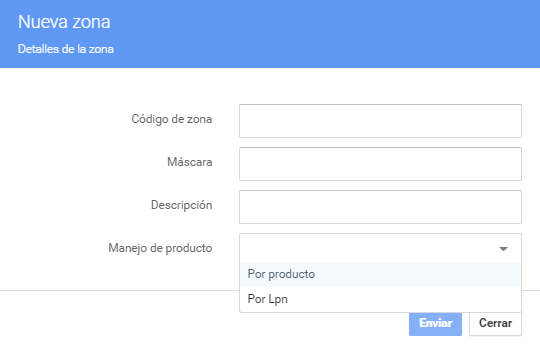 Nueva zona
Detalles de la zona
Código de zona
Máscara
Descripción
Manejo de producto
Por producto
Por Lpn
Enviar Cerrar